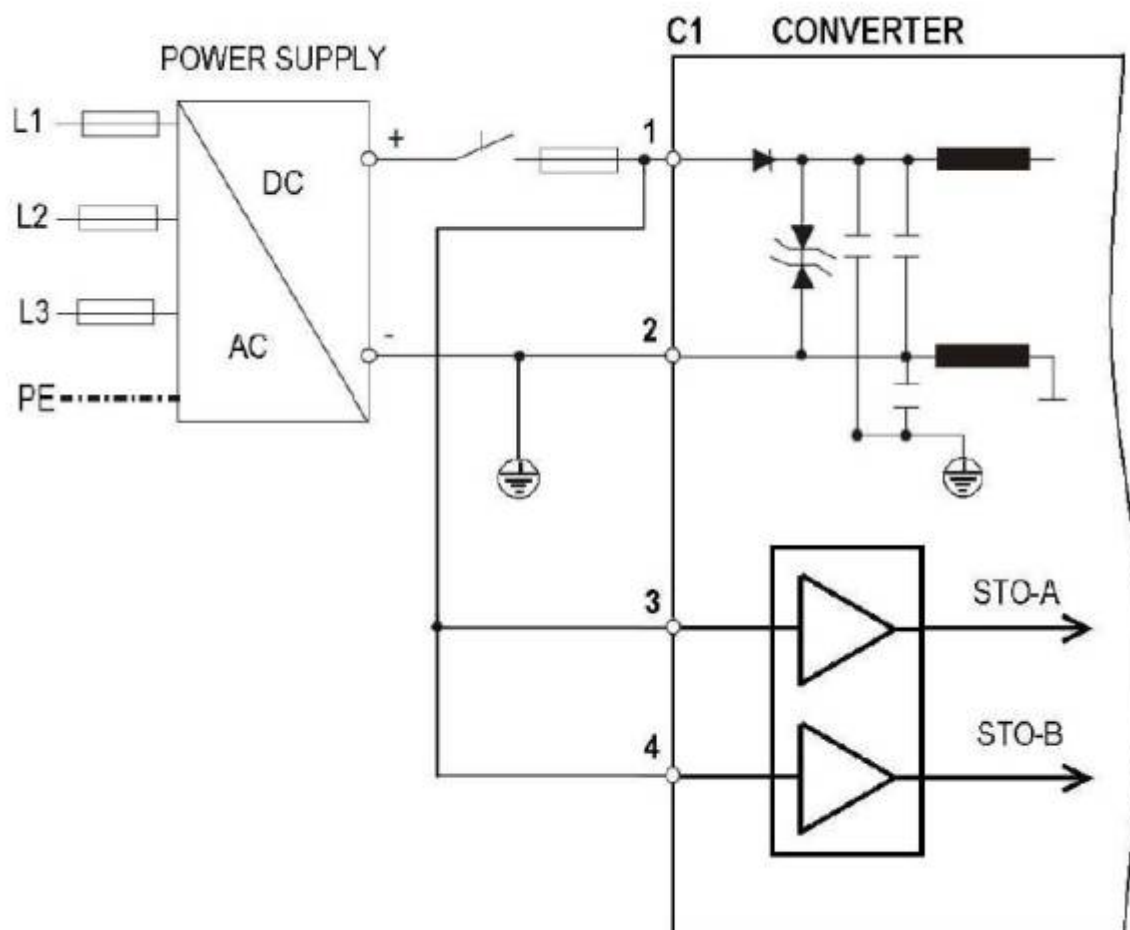 C1 CONVERTER
POWER SUPPLY
L1
+
1
DC
L2
L3
AC
-
2
PE
3
STO-A
4
STO-B